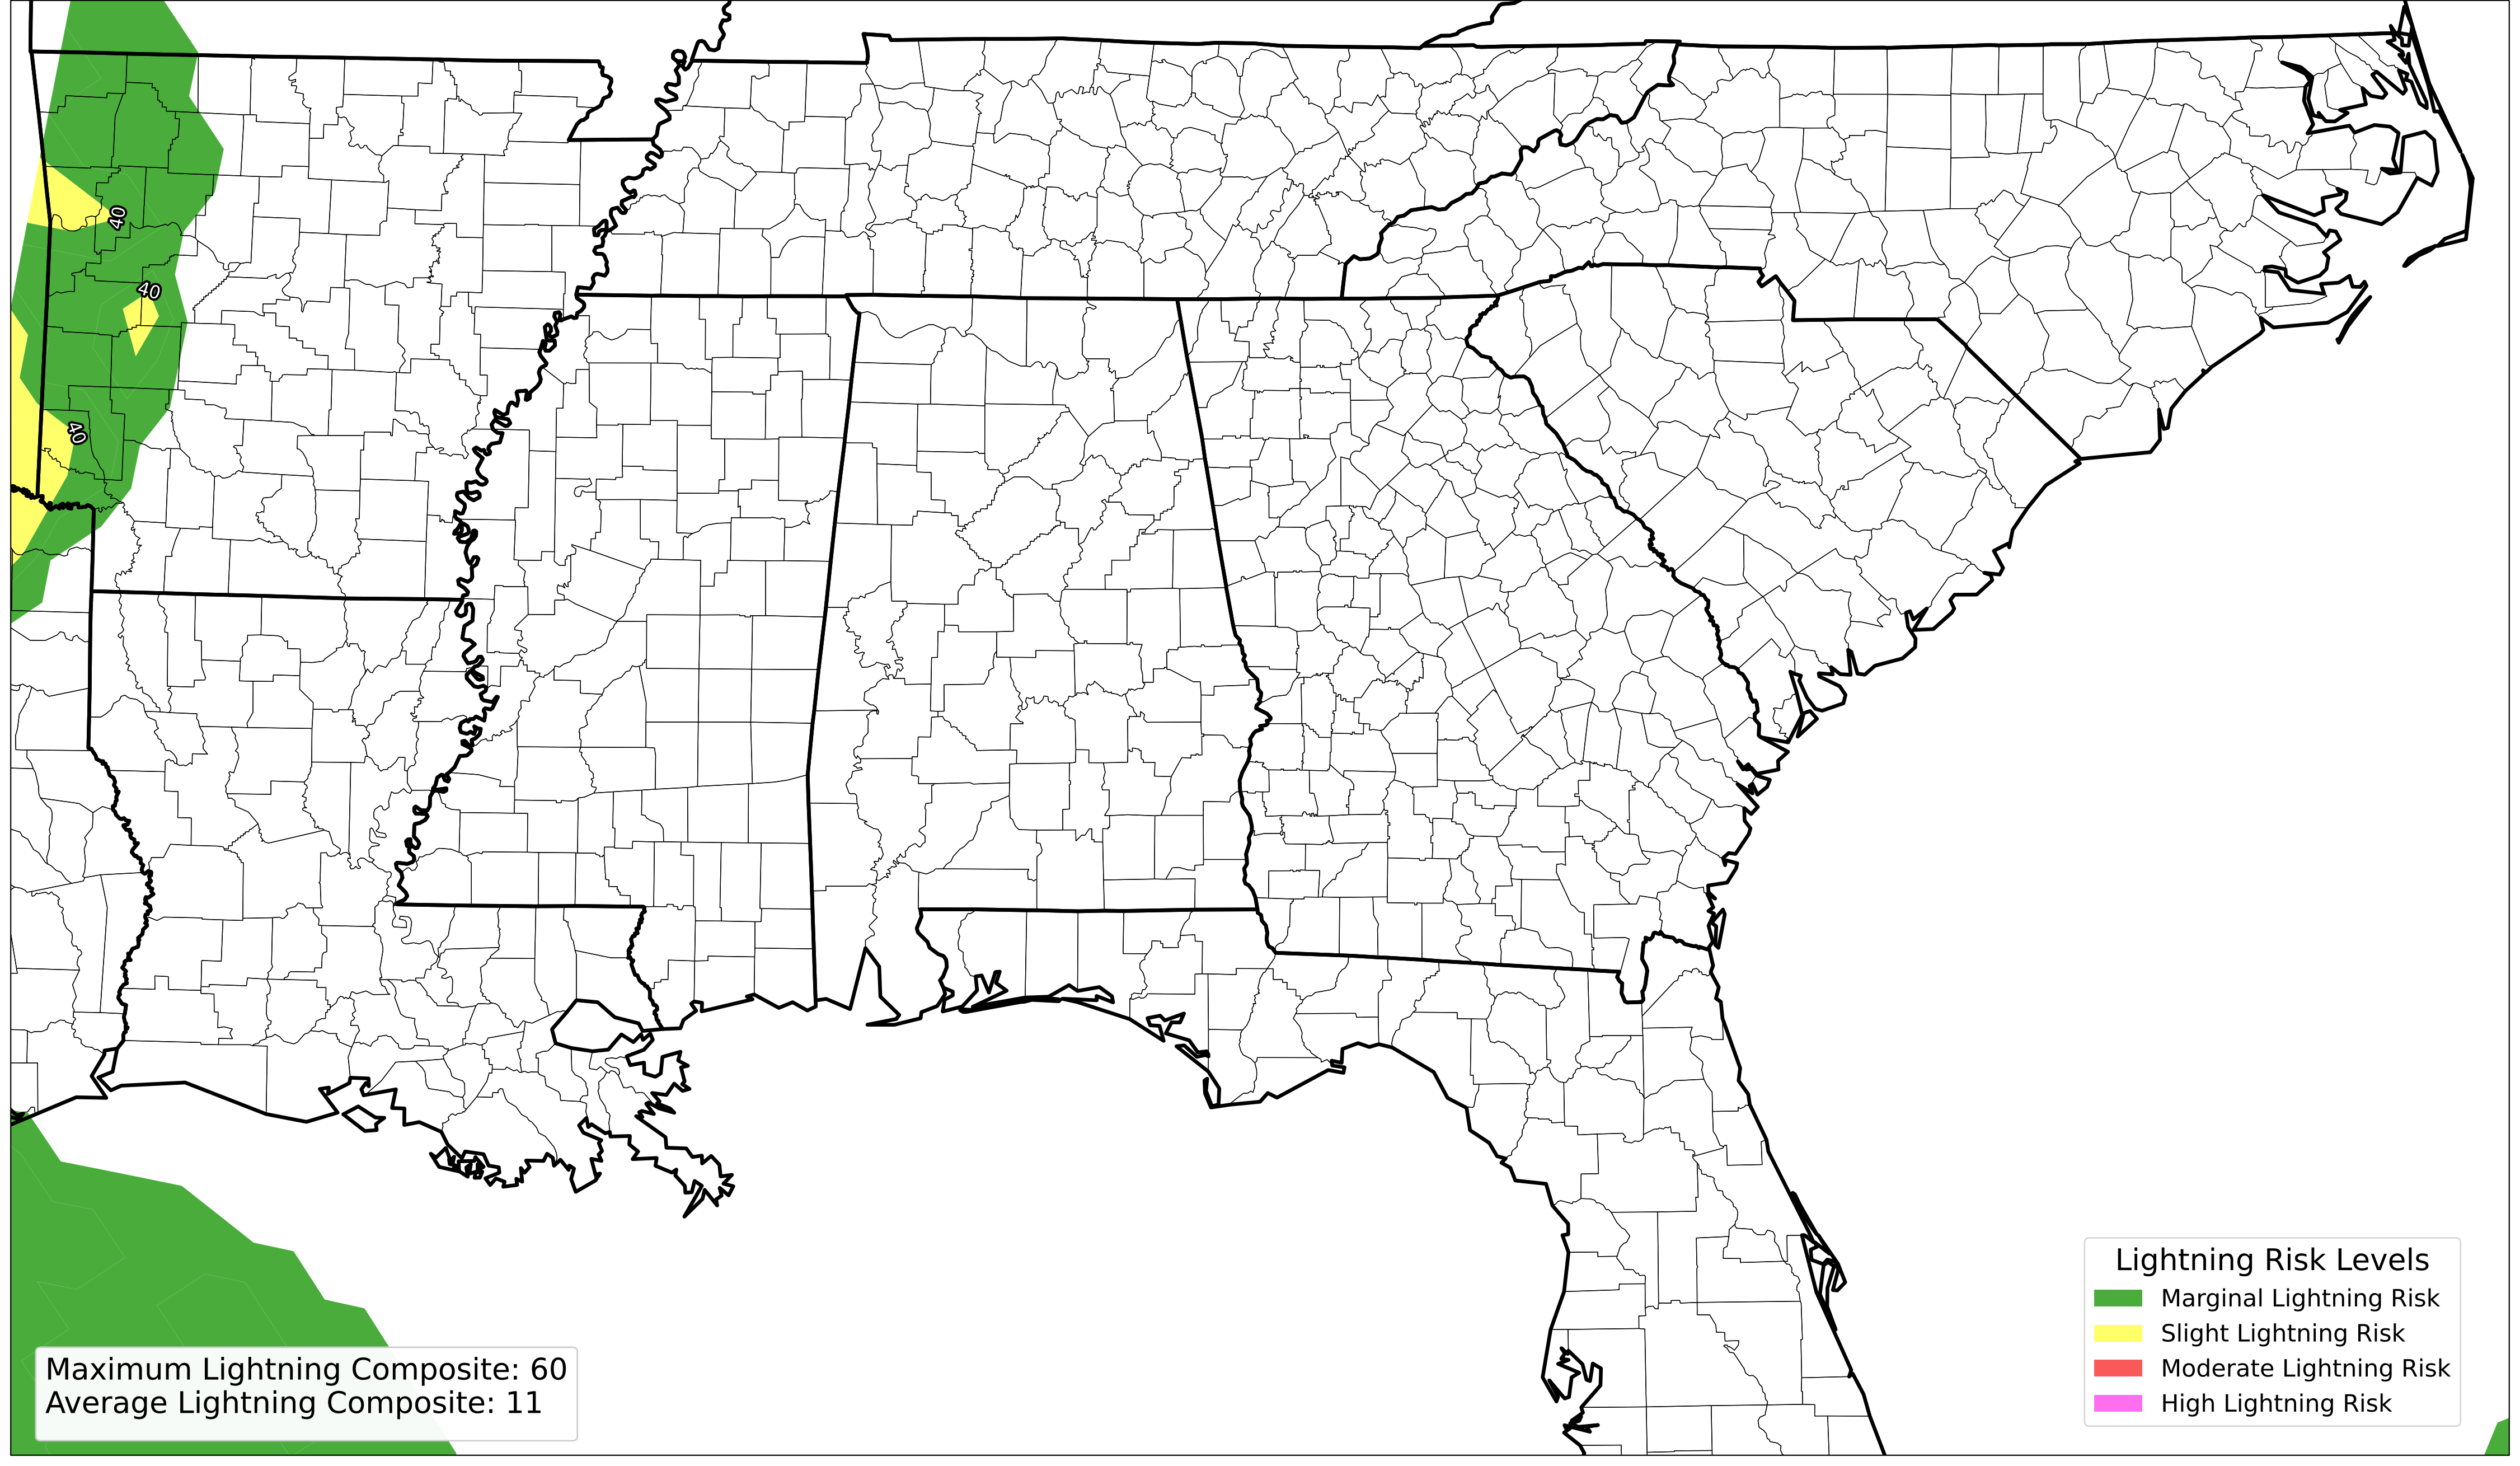 40
40
40
Lightning Risk Levels
Marginal Lightning Risk
Slight Lightning Risk
Moderate Lightning Risk
High Lightning Risk
Maximum Lightning Composite: 60
Average Lightning Composite: 11